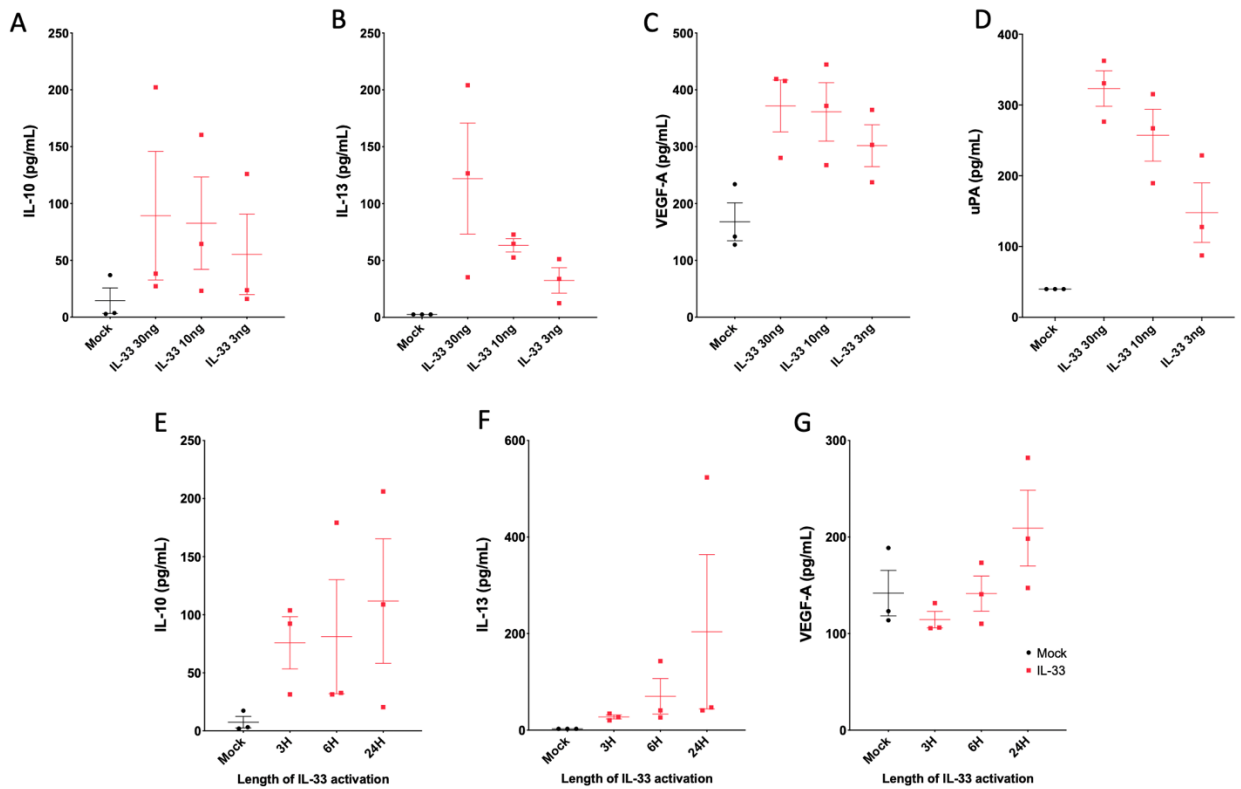 A
IL-10 (pg/mL)
250
200
150
100
50
0
Mock
IL-33 30ng
IL-33 10ng
IL-33 3ng
B
IL-13 (pg/mL)
250
200
150
100
50
0
Mock
IL-33 30ng
IL-33 10ng
IL-33 3ng
C
VEGF-A (pg/mL)
500
400
300
200
100
0
Mock
IL-33 30ng
IL-33 10ng
IL-33 3ng
D
uPA (pg/mL)
400
300
200
100
0
Mock
IL-33 30ng
IL-33 10ng
IL-33 3ng
E
IL-10 (pg/mL)
250
200
150
100
50
0
Mock
3H
6H
24H
Length of IL-33 activation
F
IL-13 (pg/mL)
600
400
200
0
Mock
3H
6H
24H
Length of IL-33 activation
G
VEGF-A (pg/mL)
300
200
100
0
Mock
IL-33
Mock
3H
6H
24H
Length of IL-33 activation